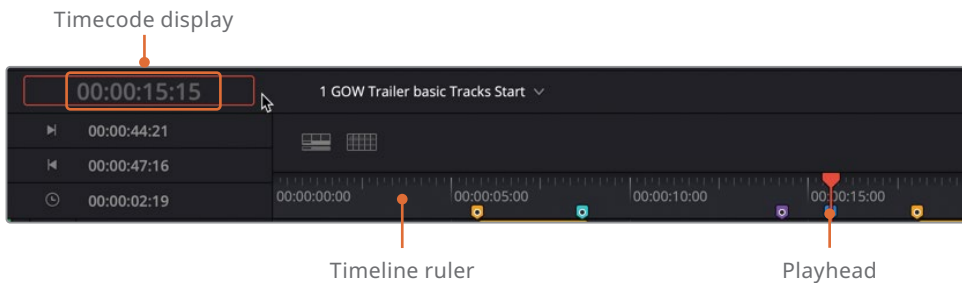 Timecode display
00:00:15:15
1 GOW Trailer basic Tracks Start
00:00:44:21
00:00:47:16
00:00:02:19
00:00:00:00 00:00:05:00 00:00:10:00 00:00:15:00
Timeline ruler Playhead